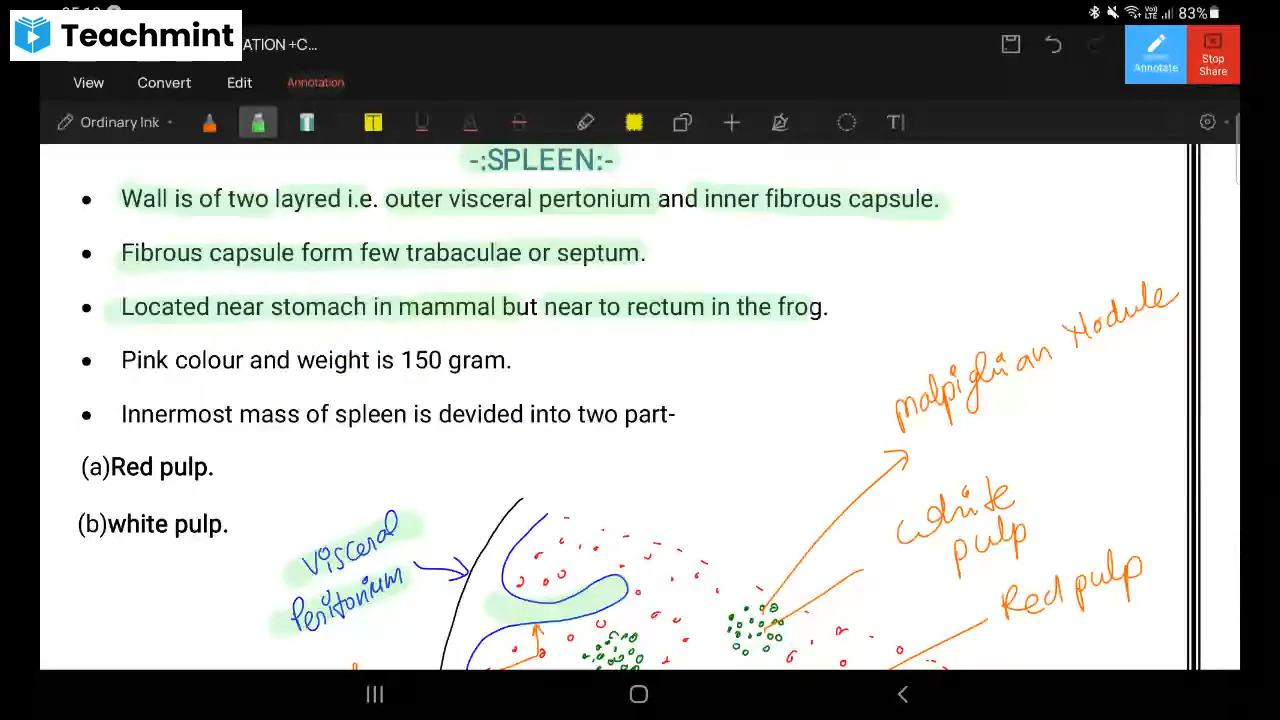 83%
Teachmint
ATION +C...
Annotate
Stop
Share
View Convert Edit Annotation
Ordinary Ink
-:SPLEEN:-
• Wall is of two layred i.e. outer visceral pertonium and inner fibrous capsule.
• Fibrous capsule form few trabaculae or septum.
• Located near stomach in mammal but near to rectum in the frog.
• Pink colour and weight is 150 gram.
• Innermost mass of spleen is devided into two part-
(a)Red pulp.
(b)white pulp.
Malpighian Nodule
white
pulp
Red pulp
Visceral
Peritonium